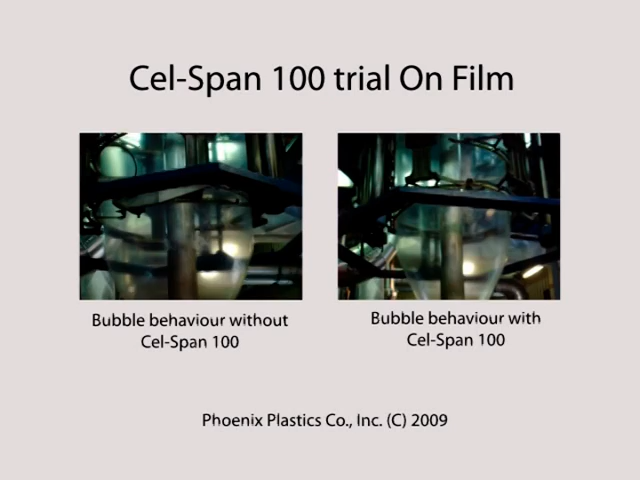 Cel-Span 100 trial On Film
Bubble behaviour without
Cel-Span 100
Bubble behaviour with
Cel-Span 100
Phoenix Plastics Co., Inc. (C) 2009